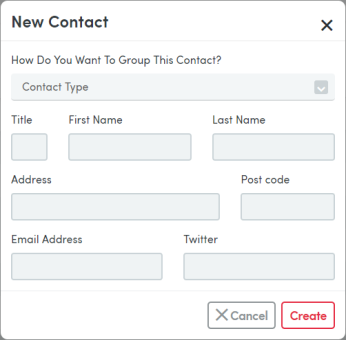 New Contact
How Do You Want To Group This Contact?
Contact Type
Title First Name Last Name
Address Post code
Email Address Twitter
Cancel Create